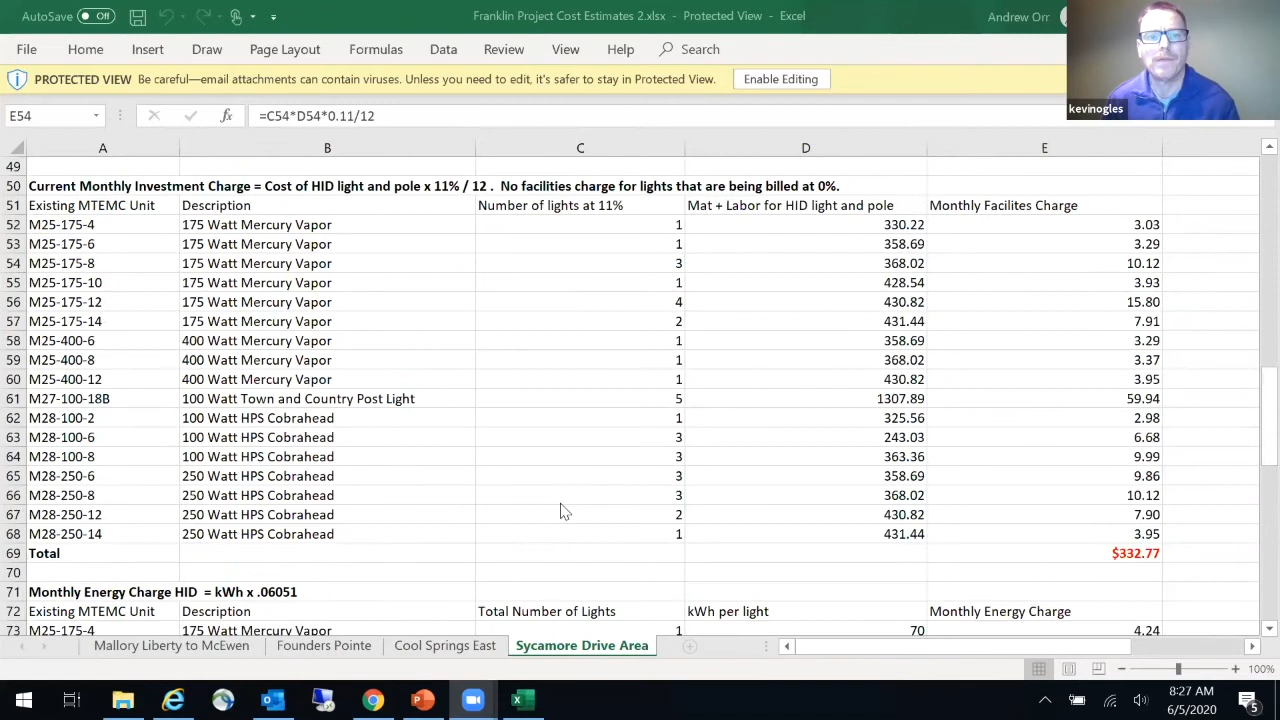 AutoSave Off Franklin Project Cost Estimates 2.xlsx - Protected View - Excel Andrew Orr
File Home Insert Draw Page Layout Formulas Data Review View Help Search
PROTECTED VIEW Be careful—email attachments can contain viruses. Unless you need to edit, it's safer to stay in Protected View. Enable Editing
kevinogles
E54 fx =C54*D54*0.11/12
A B C D E
49
50 Current Monthly Investment Charge = Cost of HID light and pole x 11% / 12 . No facilities charge for lights that are being billed at 0%.
51 Existing MTEMC Unit Description Number of lights at 11% Mat + Labor for HID light and pole Monthly Facilites Charge
52 M25-175-4 175 Watt Mercury Vapor 1 330.22 3.03
53 M25-175-6 175 Watt Mercury Vapor 1 358.69 3.29
54 M25-175-8 175 Watt Mercury Vapor 3 368.02 10.12
55 M25-175-10 175 Watt Mercury Vapor 1 428.54 3.93
56 M25-175-12 175 Watt Mercury Vapor 4 430.82 15.80
57 M25-175-14 175 Watt Mercury Vapor 2 431.44 7.91
58 M25-400-6 400 Watt Mercury Vapor 1 358.69 3.29
59 M25-400-8 400 Watt Mercury Vapor 1 368.02 3.37
60 M25-400-12 400 Watt Mercury Vapor 1 430.82 3.95
61 M27-100-18B 100 Watt Town and Country Post Light 5 1307.89 59.94
62 M28-100-2 100 Watt HPS Cobrahead 1 325.56 2.98
63 M28-100-6 100 Watt HPS Cobrahead 3 243.03 6.68
64 M28-100-8 100 Watt HPS Cobrahead 3 363.36 9.99
65 M28-250-6 250 Watt HPS Cobrahead 3 358.69 9.86
66 M28-250-8 250 Watt HPS Cobrahead 3 368.02 10.12
67 M28-250-12 250 Watt HPS Cobrahead 2 430.82 7.90
68 M28-250-14 250 Watt HPS Cobrahead 1 431.44 3.95
69 Total $332.77
70
71 Monthly Energy Charge HID = kWh x .06051
72 Existing MTEMC Unit Description Total Number of Lights kWh per light Monthly Energy Charge
73 M25-175-4 175 Watt Mercury Vapor 1 70 4.24
Mallory Liberty to McEwen Founders Pointe Cool Springs East Sycamore Drive Area
100%
8:27 AM
6/5/2020
5